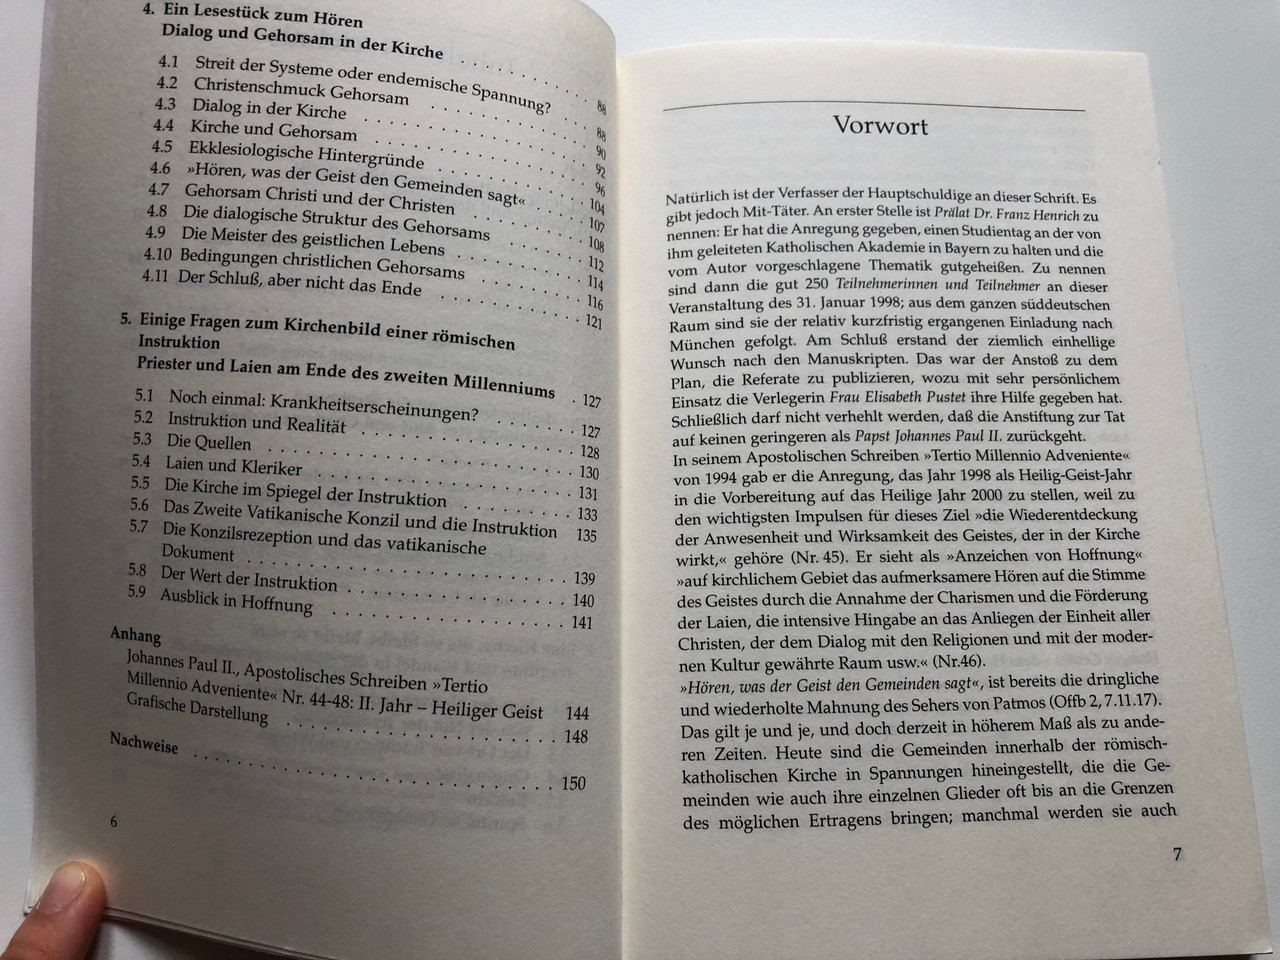 4. Ein Lesestück zum Hören
Dialog und Gehorsam in der Kirche . . . . . . . . . . 88
4.1 Streit der Systeme oder endemische Spannung? . . . 88
4.2 Christenschmuck Gehorsam . . . . . . . . . . . . 90
4.3 Dialog in der Kirche . . . . . . . . . . . . . . . 92
4.4 Kirche und Gehorsam . . . . . . . . . . . . . . 96
4.5 Ekklesiologische Hintergründe . . . . . . . . . . 104
4.6 »Hören, was der Geist den Gemeinden sagt« . . . . . 107
4.7 Gehorsam Christi und der Christen . . . . . . . . 108
4.8 Die dialogische Struktur des Gehorsams . . . . . . 112
4.9 Die Meister des geistlichen Lebens . . . . . . . . 114
4.10 Bedingungen christlichen Gehorsams . . . . . . . 116
4.11 Der Schluß, aber nicht das Ende . . . . . . . . . 121
5. Einige Fragen zum Kirchenbild einer römischen
Instruktion
Priester und Laien am Ende des zweiten Millenniums . 127
5.1 Noch einmal: Krankheitserscheinungen? . . . . . . 127
5.2 Instruktion und Realität . . . . . . . . . . . . . 128
5.3 Die Quellen . . . . . . . . . . . . . . . . . . . 130
5.4 Laien und Kleriker . . . . . . . . . . . . . . . 131
5.5 Die Kirche im Spiegel der Instruktion . . . . . . . 133
5.6 Das Zweite Vatikanische Konzil und die Instruktion 135
5.7 Die Konzilsrezeption und das vatikanische
Dokument . . . . . . . . . . . . . . . . . . . . 139
5.8 Der Wert der Instruktion . . . . . . . . . . . . . 140
5.9 Ausblick in Hoffnung . . . . . . . . . . . . . . 141
Anhang
Johannes Paul II., Apostolisches Schreiben »Tertio
Millennio Adveniente« Nr. 44-48: II. Jahr – Heiliger Geist 144
Grafische Darstellung . . . . . . . . . . . . . . . . 148
Nachweise . . . . . . . . . . . . . . . . . . . . . . 150
6
Vorwort
Natürlich ist der Verfasser der Hauptschuldige an dieser Schrift. Es
gibt jedoch Mit-Täter. An erster Stelle ist Prälat Dr. Franz Henrich zu
nennen: Er hat die Anregung gegeben, einen Studientag an der von
ihm geleiteten Katholischen Akademie in Bayern zu halten und die
vom Autor vorgeschlagene Thematik gutgeheißen. Zu nennen
sind dann die gut 250 Teilnehmerinnen und Teilnehmer an dieser
Veranstaltung des 31. Januar 1998; aus dem ganzen süddeutschen
Raum sind sie der relativ kurzfristig ergangenen Einladung nach
München gefolgt. Am Schluß erstand der ziemlich einhellige
Wunsch nach den Manuskripten. Das war der Anstoß zu dem
Plan, die Referate zu publizieren, wozu mit sehr persönlichem
Einsatz die Verlegerin Frau Elisabeth Pustet ihre Hilfe gegeben hat.
Schließlich darf nicht verhehlt werden, daß die Anstiftung zur Tat
auf keinen geringeren als Papst Johannes Paul II. zurückgeht.
In seinem Apostolischen Schreiben »Tertio Millennio Adveniente«
von 1994 gab er die Anregung, das Jahr 1998 als Heilig-Geist-Jahr
in die Vorbereitung auf das Heilige Jahr 2000 zu stellen, weil zu
den wichtigsten Impulsen für dieses Ziel »die Wiederentdeckung
der Anwesenheit und Wirksamkeit des Geistes, der in der Kirche
wirkt,« gehöre (Nr. 45). Er sieht als »Anzeichen von Hoffnung«
»auf kirchlichem Gebiet das aufmerksamere Hören auf die Stimme
des Geistes durch die Annahme der Charismen und die Förderung
der Laien, die intensive Hingabe an das Anliegen der Einheit aller
Christen, der dem Dialog mit den Religionen und mit der moder-
nen Kultur gewährte Raum usw.« (Nr.46).
»Hören, was der Geist den Gemeinden sagt«, ist bereits die dringliche
und wiederholte Mahnung des Sehers von Patmos (Offb 2,7.11.17).
Das gilt je und je, und doch derzeit in höherem Maß als zu ande-
ren Zeiten. Heute sind die Gemeinden innerhalb der römisch-
katholischen Kirche in Spannungen hineingestellt, die die Ge-
meinden wie auch ihre einzelnen Glieder oft bis an die Grenzen
des möglichen Ertragens bringen; manchmal werden sie auch
7